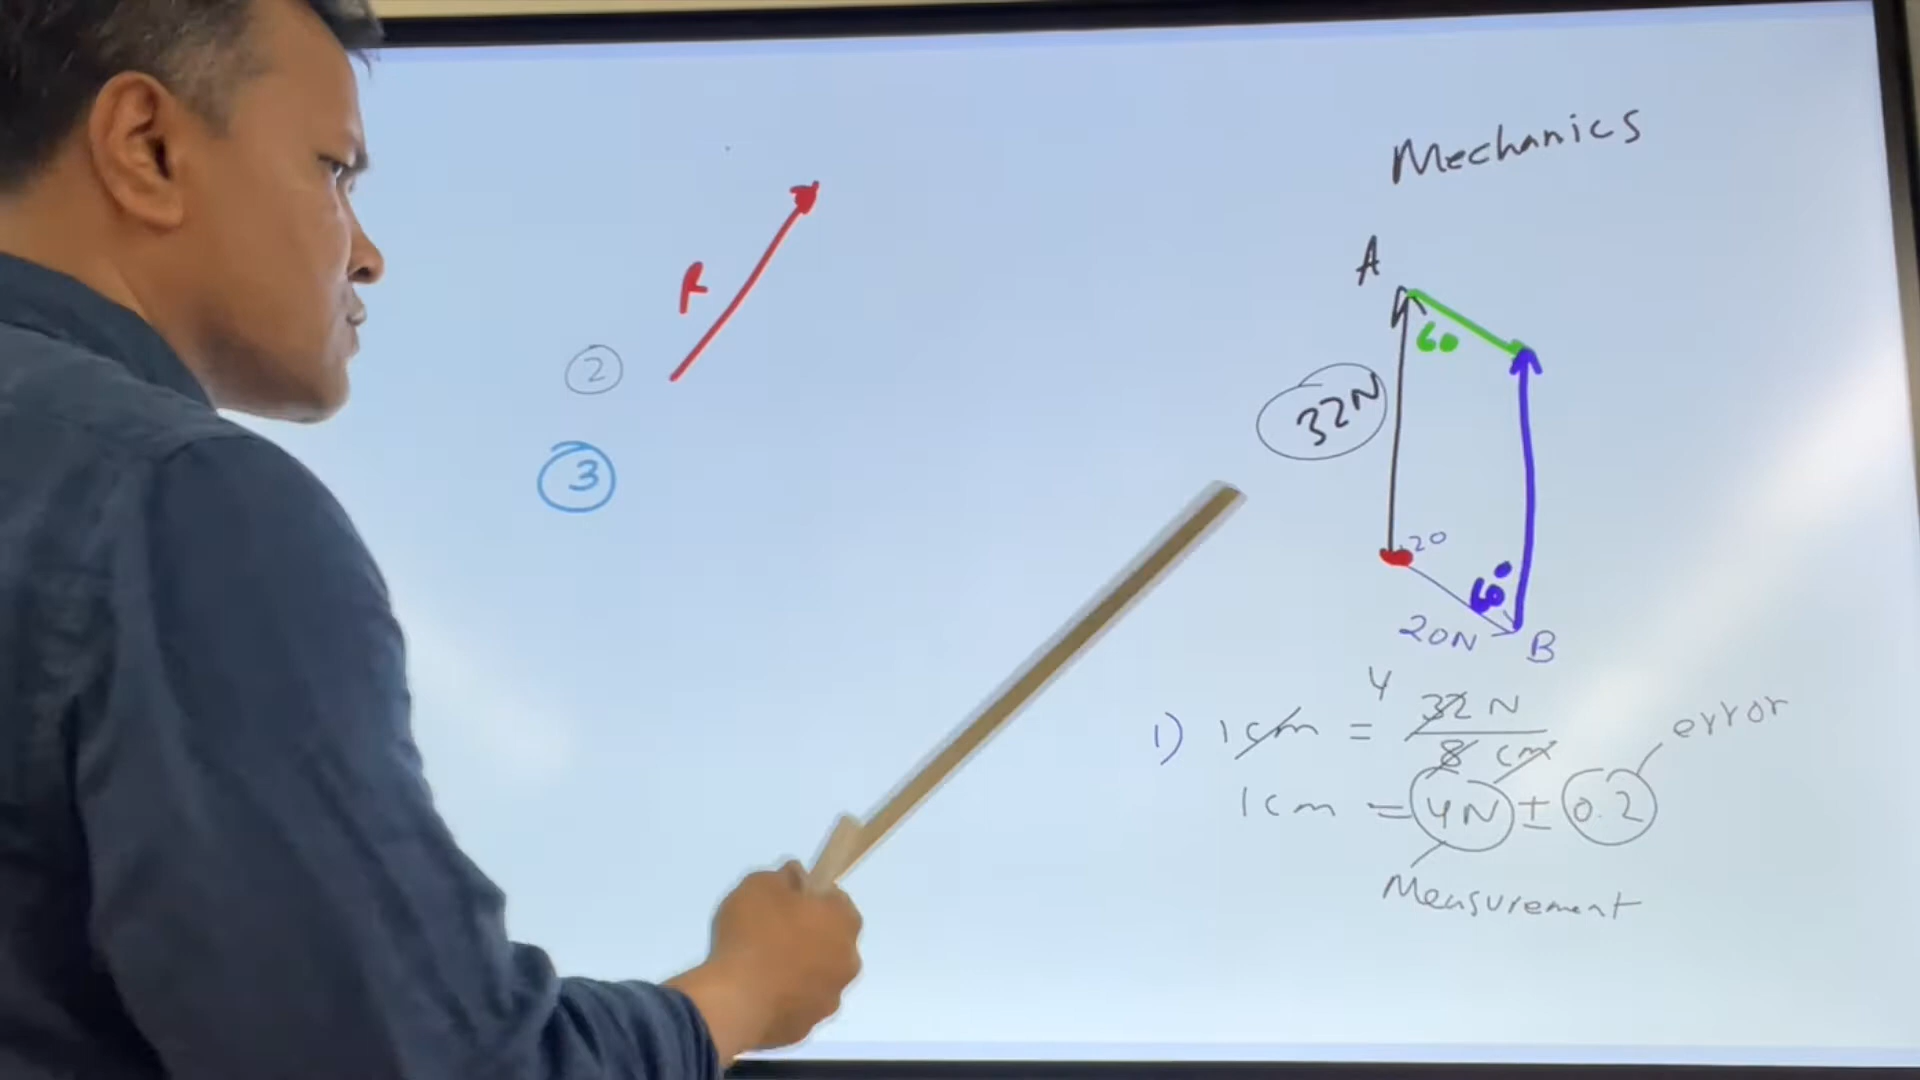 Mechanics
A
R
60
2
32N
3
20
60°
20N
B
4
1) 1cm = 32N
8 cm
error
1cm = 4N ± 0.2
Measurement